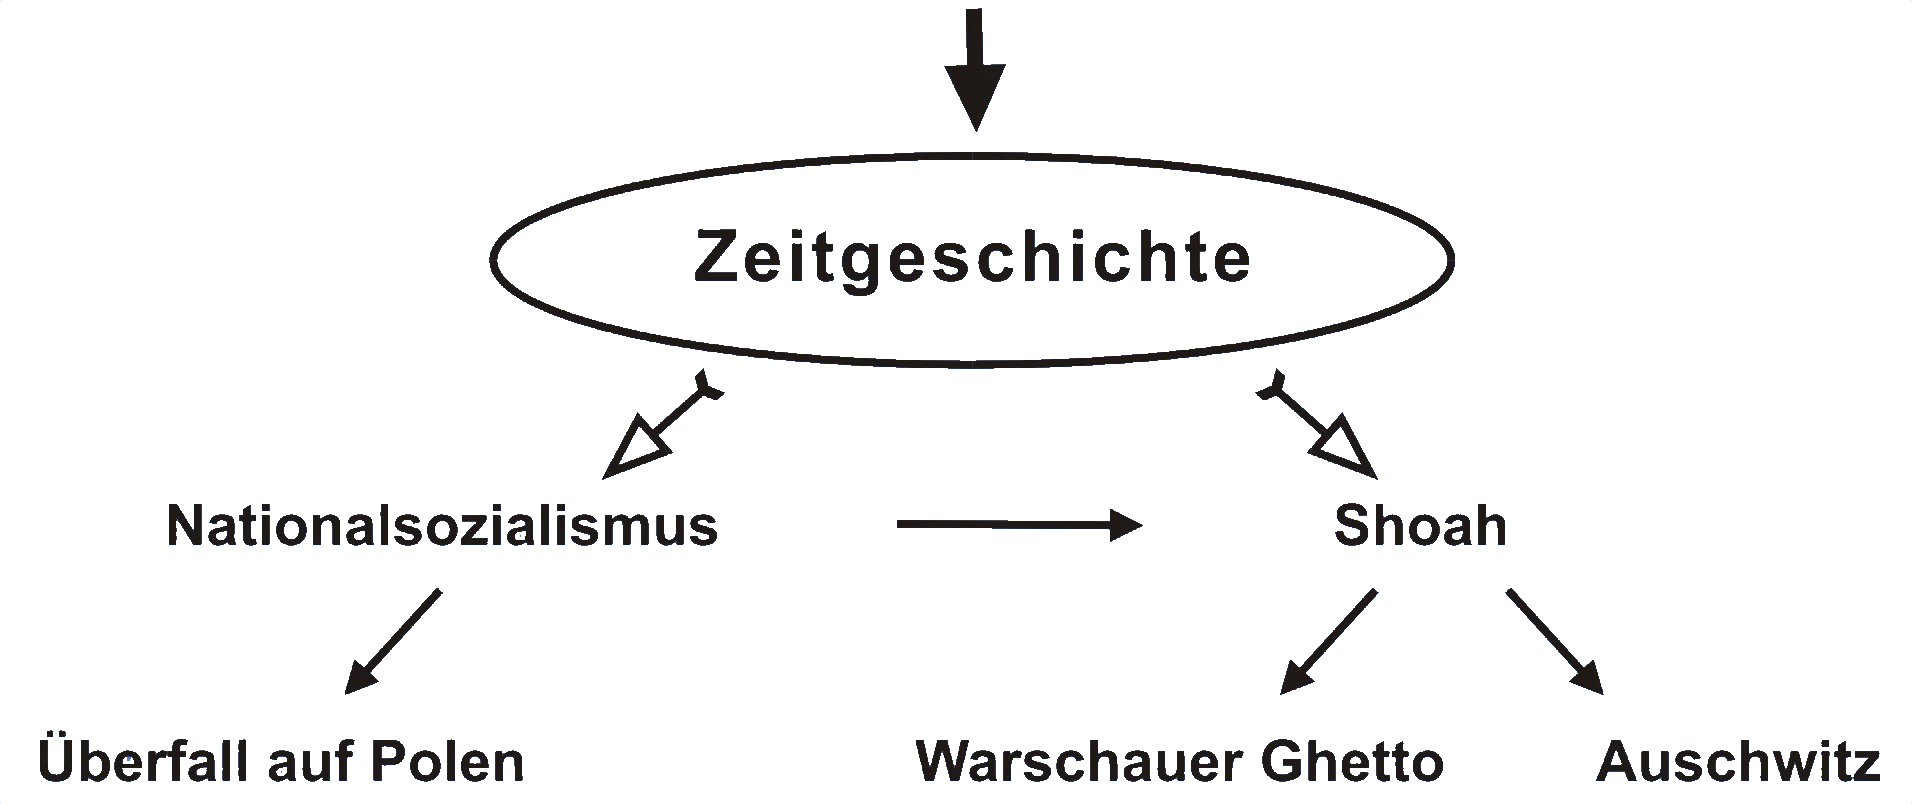 Zeitgeschichte
Nationalsozialismus
Shoah
Überfall auf Polen
Warschauer Ghetto
Auschwitz